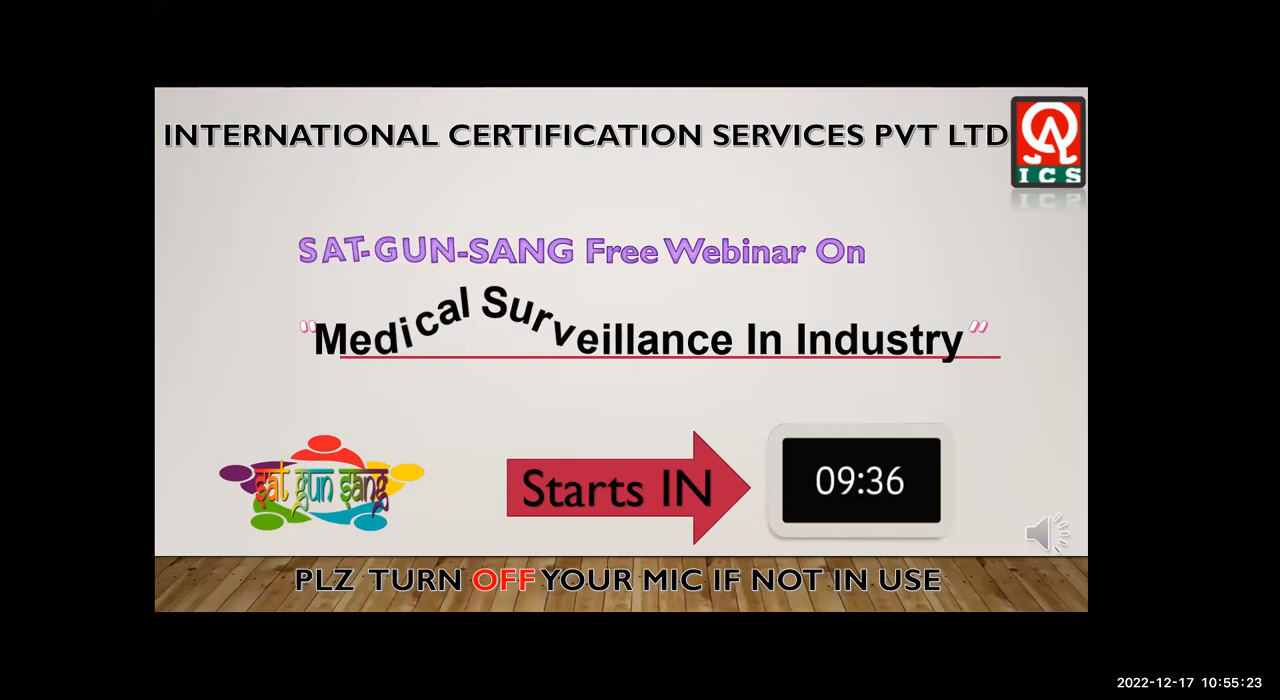 INTERNATIONAL CERTIFICATION SERVICES PVT LTD
ICS
SAT-GUN-SANG Free Webinar On
"Medical Surveillance In Industry"
sat gun sang
Starts IN
09:36
PLZ TURN OFF YOUR MIC IF NOT IN USE
2022-12-17 10:55:23